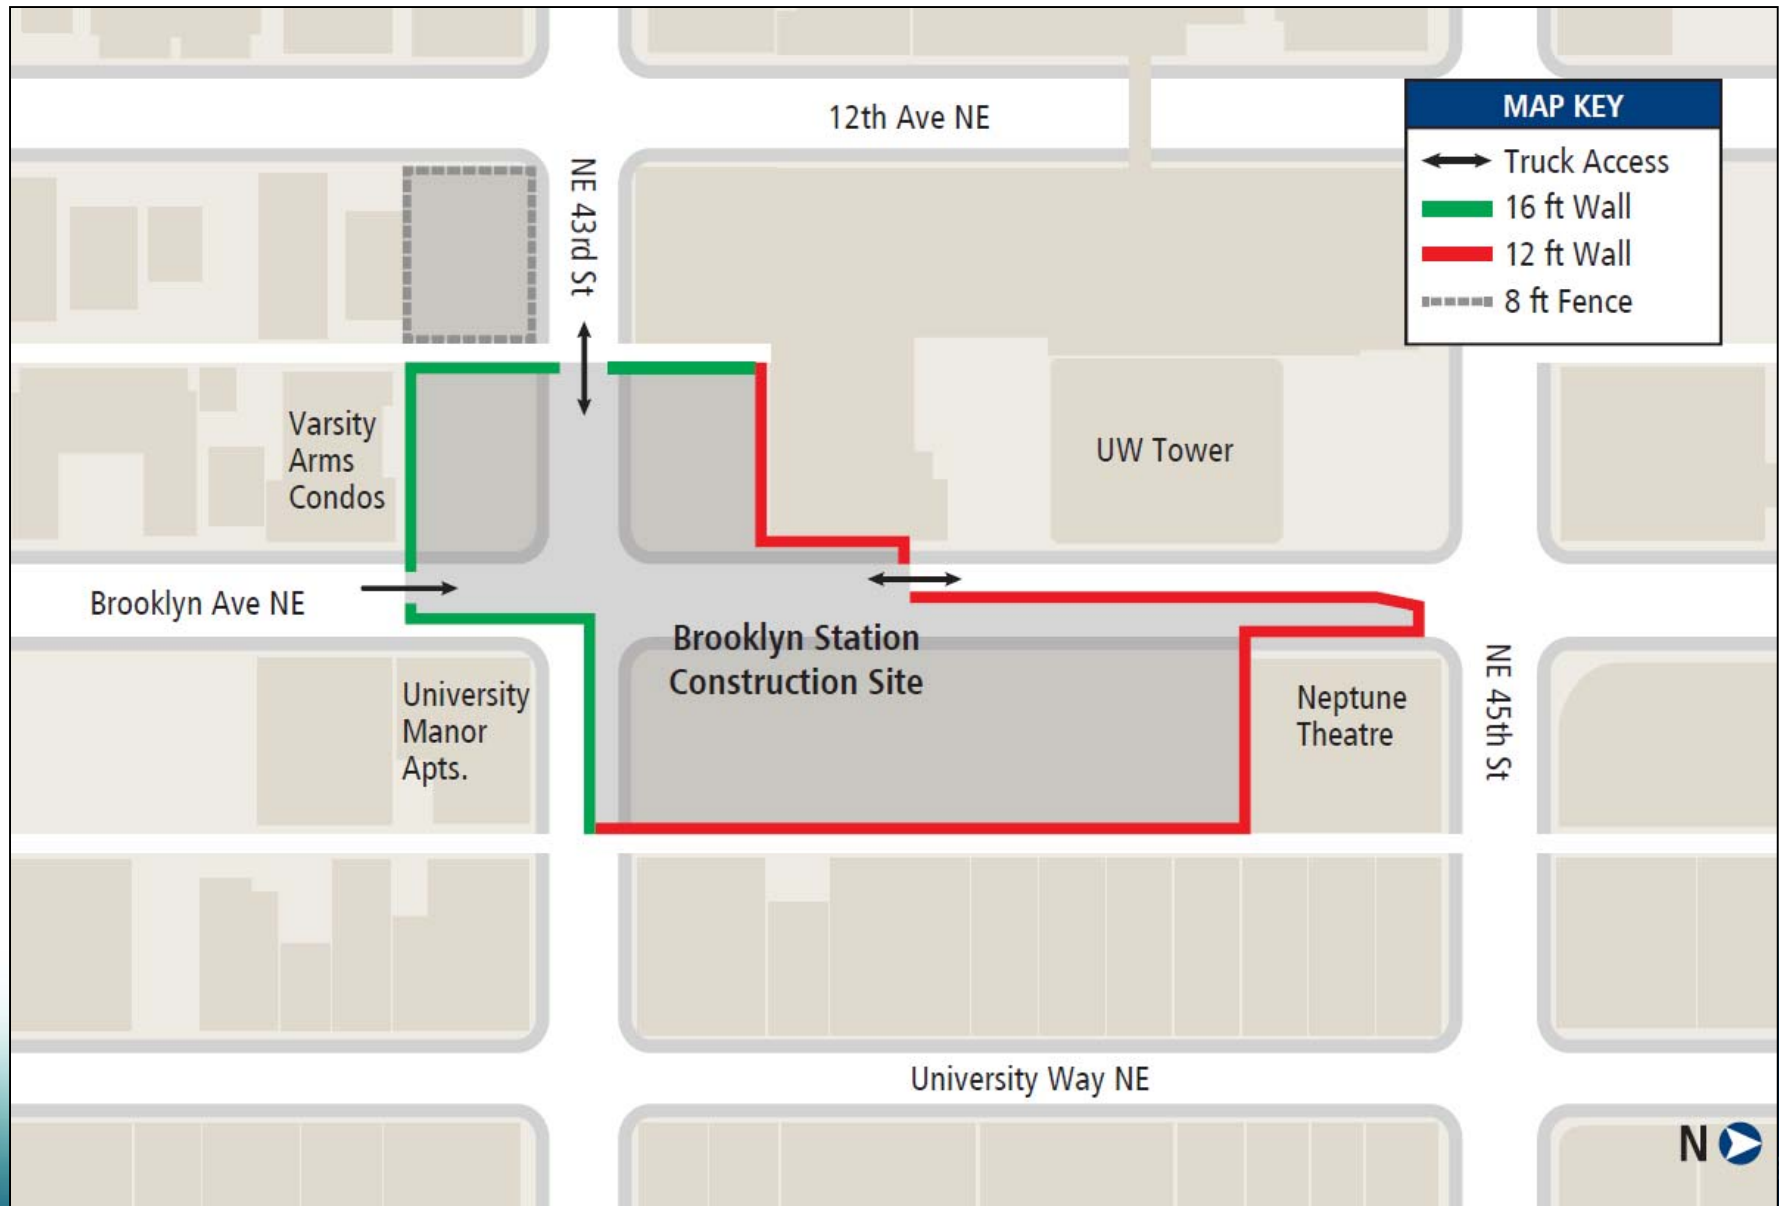 12th Ave NE
MAP KEY
Truck Access
16 ft Wall
12 ft Wall
8 ft Fence
NE 43rd St
Varsity
Arms
Condos
UW Tower
Brooklyn Ave NE
Brooklyn Station
Construction Site
University
Manor
Apts.
Neptune
Theatre
NE 45th St
University Way NE
N